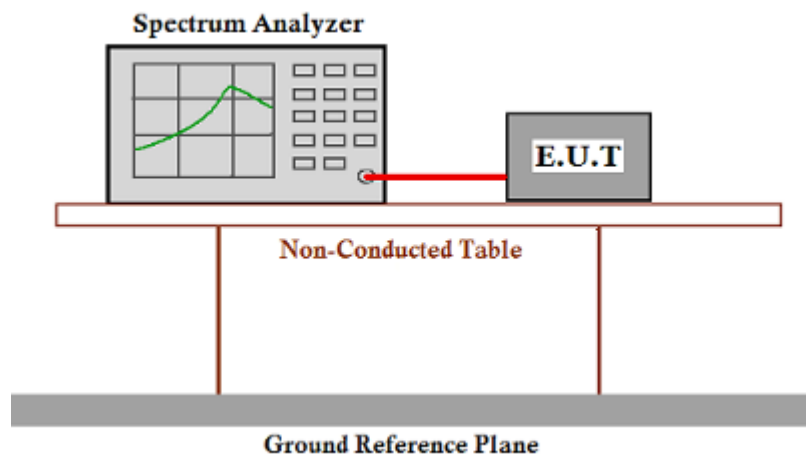 Spectrum Analyzer
E.U.T
Non-Conducted Table
Ground Reference Plane